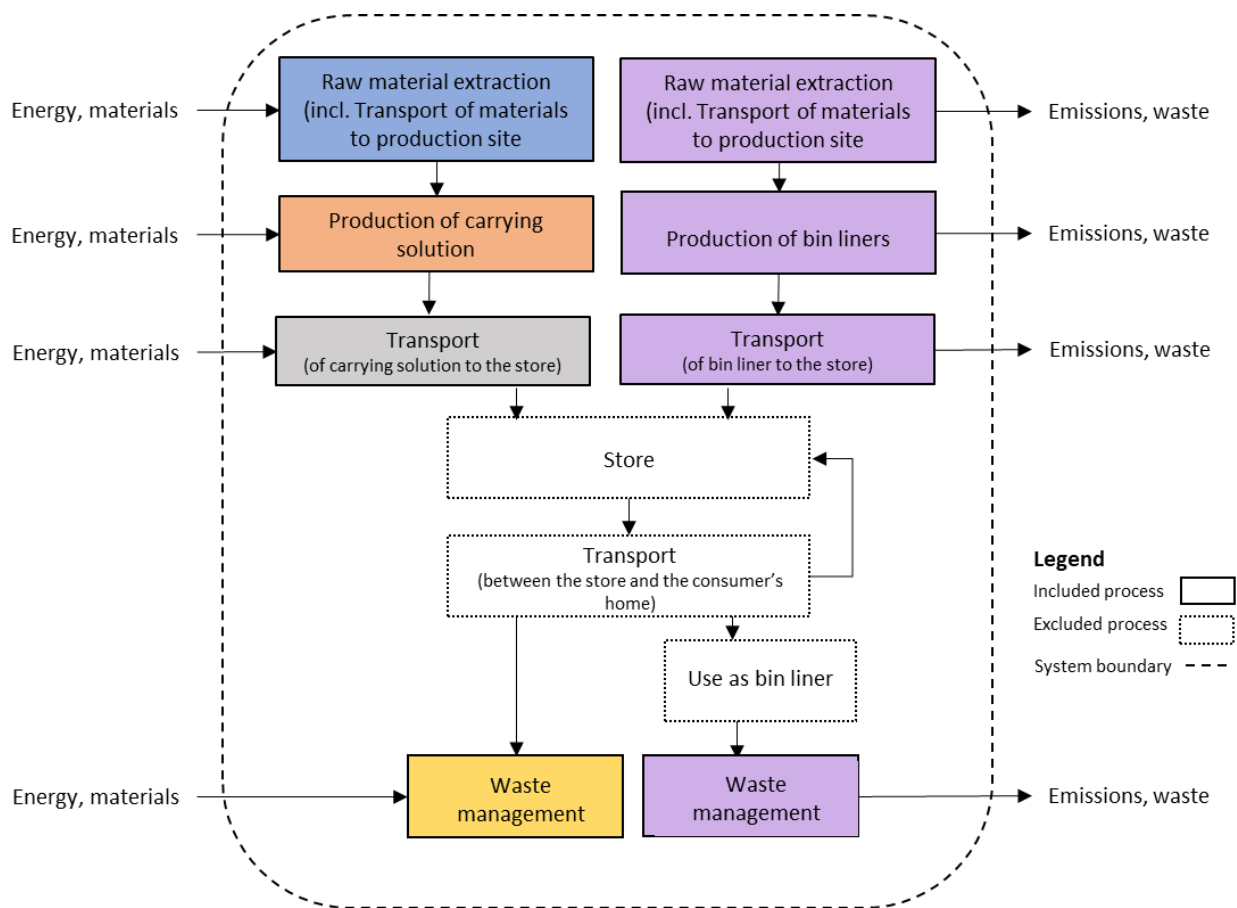 Raw material extraction
(incl. Transport of materials
to production site
Raw material extraction
(incl. Transport of materials
to production site
Energy, materials
Emissions, waste
Production of carrying
solution
Production of bin liners
Energy, materials
Emissions, waste
Transport
(of carrying solution to the store)
Transport
(of bin liner to the store)
Energy, materials
Emissions, waste
Store
Transport
(between the store and the consumer's
home)
Legend
Included process
Excluded process
System boundary
Use as bin liner
Waste
management
Waste
management
Energy, materials
Emissions, waste